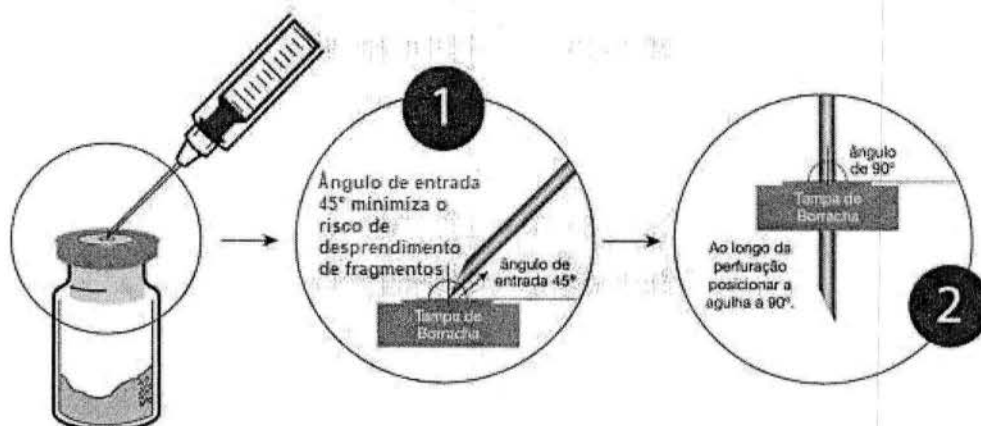 1
Ângulo de entrada
45° minimiza o
risco de
desprendimento
de fragmentos
ângulo de
entrada 45°
Tampa de
Borracha
ângulo
de 90°
Tampa de
Borracha
Ao longo da
perfuração
posicionar a
agulha a 90°.
2